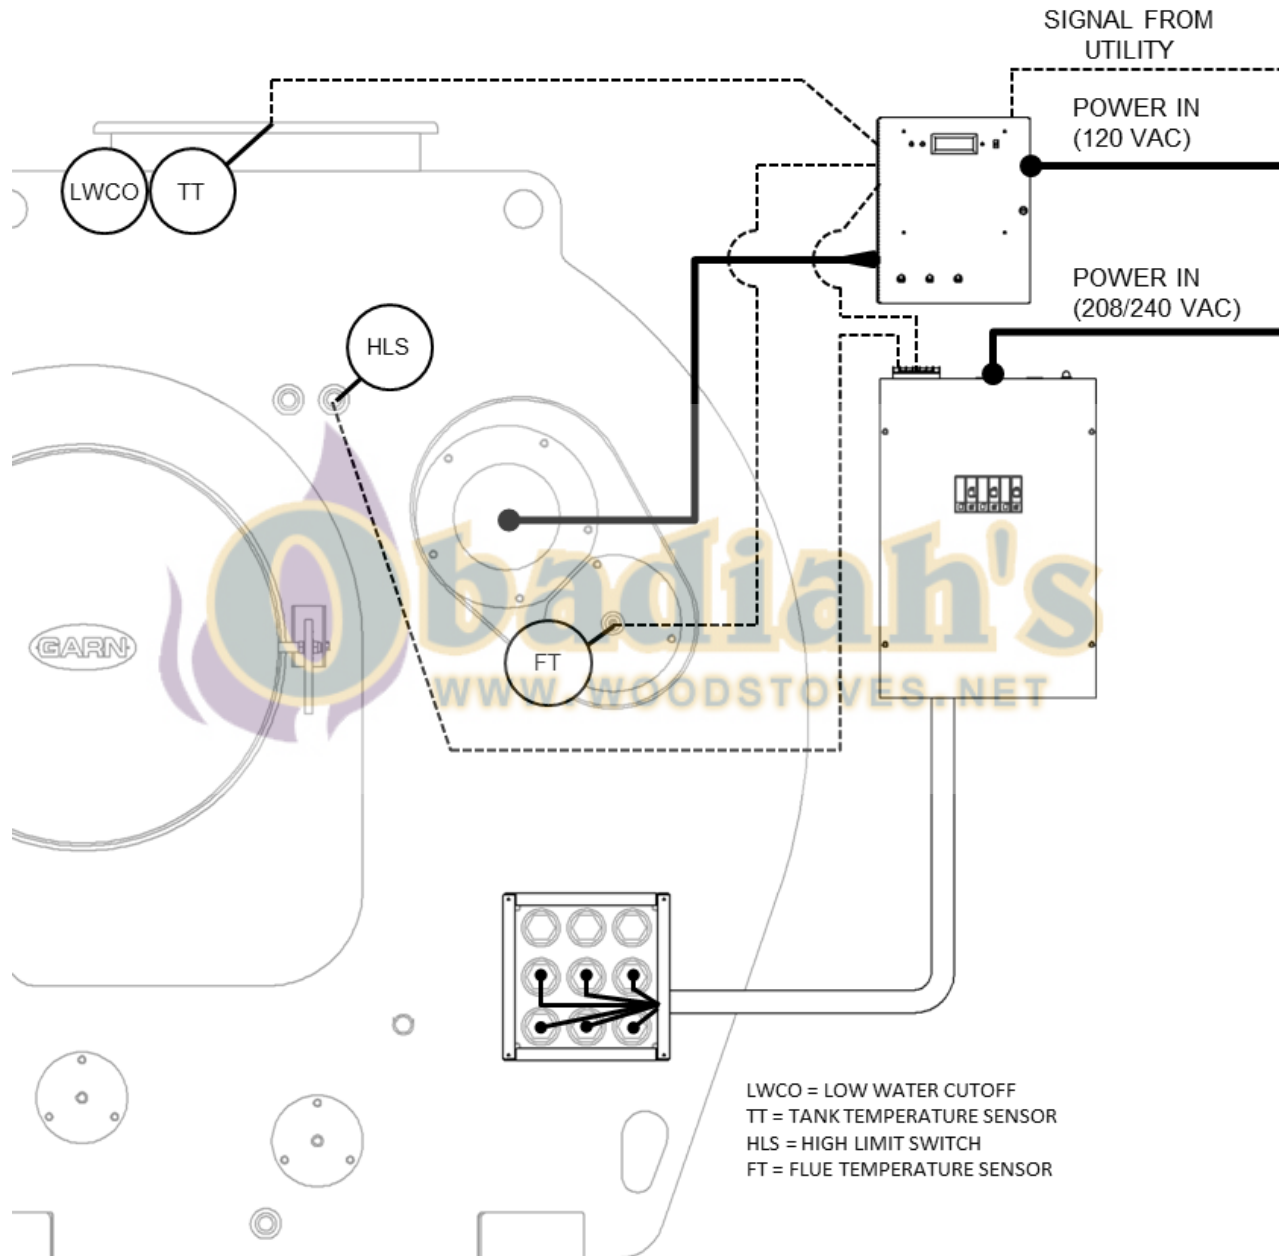 SIGNAL FROM
UTILITY
POWER IN
(120 VAC)
LWCO
TT
POWER IN
(208/240 VAC)
HLS
Obadiah's
GARN
FT
WWW.WOODSTOVES.NET
LWCO = LOW WATER CUTOFF
TT = TANK TEMPERATURE SENSOR
HLS = HIGH LIMIT SWITCH
FT = FLUE TEMPERATURE SENSOR